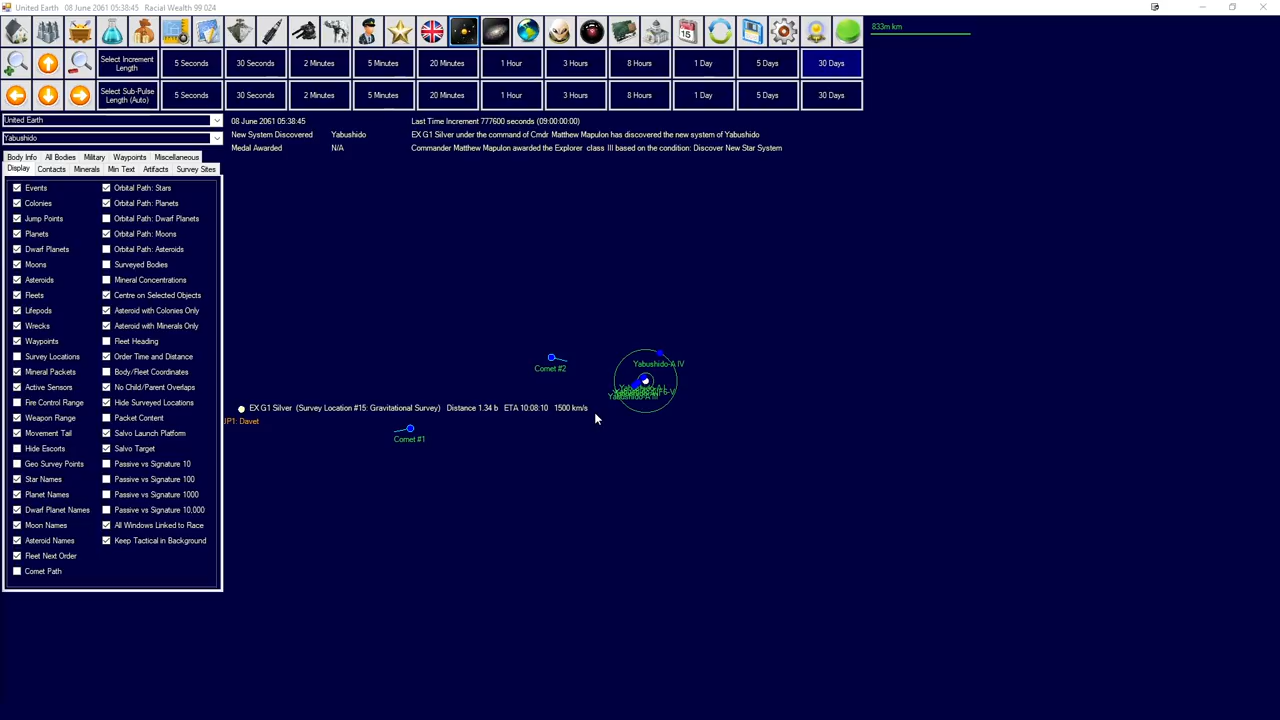 United Earth 08 June 2061 05:38:45 Racial Wealth 99 024
833m km
Select Increment Length 5 Seconds 30 Seconds 2 Minutes 5 Minutes 20 Minutes 1 Hour 3 Hours 8 Hours 1 Day 5 Days 30 Days
Select Sub-Pulse Length (Auto) 5 Seconds 30 Seconds 2 Minutes 5 Minutes 20 Minutes 1 Hour 3 Hours 8 Hours 1 Day 5 Days 30 Days
United Earth
Yabushido
08 June 2061 05:38:45 Last Time Increment 777600 seconds (09:00:00:00)
New System Discovered Yabushido EX G1 Silver under the command of Cmdr Matthew Mapulon has discovered the new system of Yabushido
Medal Awarded N/A Commander Matthew Mapulon awarded the Explorer class III based on the condition: Discover New Star System
Body Info All Bodies Military Waypoints Miscellaneous
Display Contacts Minerals Min Text Artifacts Survey Sites
Events Orbital Path: Stars
Colonies Orbital Path: Planets
Jump Points Orbital Path: Dwarf Planets
Planets Orbital Path: Moons
Dwarf Planets Orbital Path: Asteroids
Moons Surveyed Bodies
Asteroids Mineral Concentrations
Fleets Centre on Selected Objects
Lifepods Asteroid with Colonies Only
Wrecks Asteroid with Minerals Only
Waypoints Fleet Heading
Survey Locations Order Time and Distance
Mineral Packets Body/Fleet Coordinates
Active Sensors No Child/Parent Overlaps
Fire Control Range Hide Surveyed Locations
Weapon Range Packet Content
Movement Tail Salvo Launch Platform
Hide Escorts Salvo Target
Geo Survey Points Passive vs Signature 10
Star Names Passive vs Signature 100
Planet Names Passive vs Signature 1000
Dwarf Planet Names Passive vs Signature 10,000
Moon Names All Windows Linked to Race
Asteroid Names Keep Tactical in Background
Fleet Next Order
Comet Path
Comet #2
Yabushido-A IV
EX G1 Silver (Survey Location #15: Gravitational Survey) Distance 1.34 b ETA 10:08:10 1500 km/s
JP1: Davet
Comet #1
15